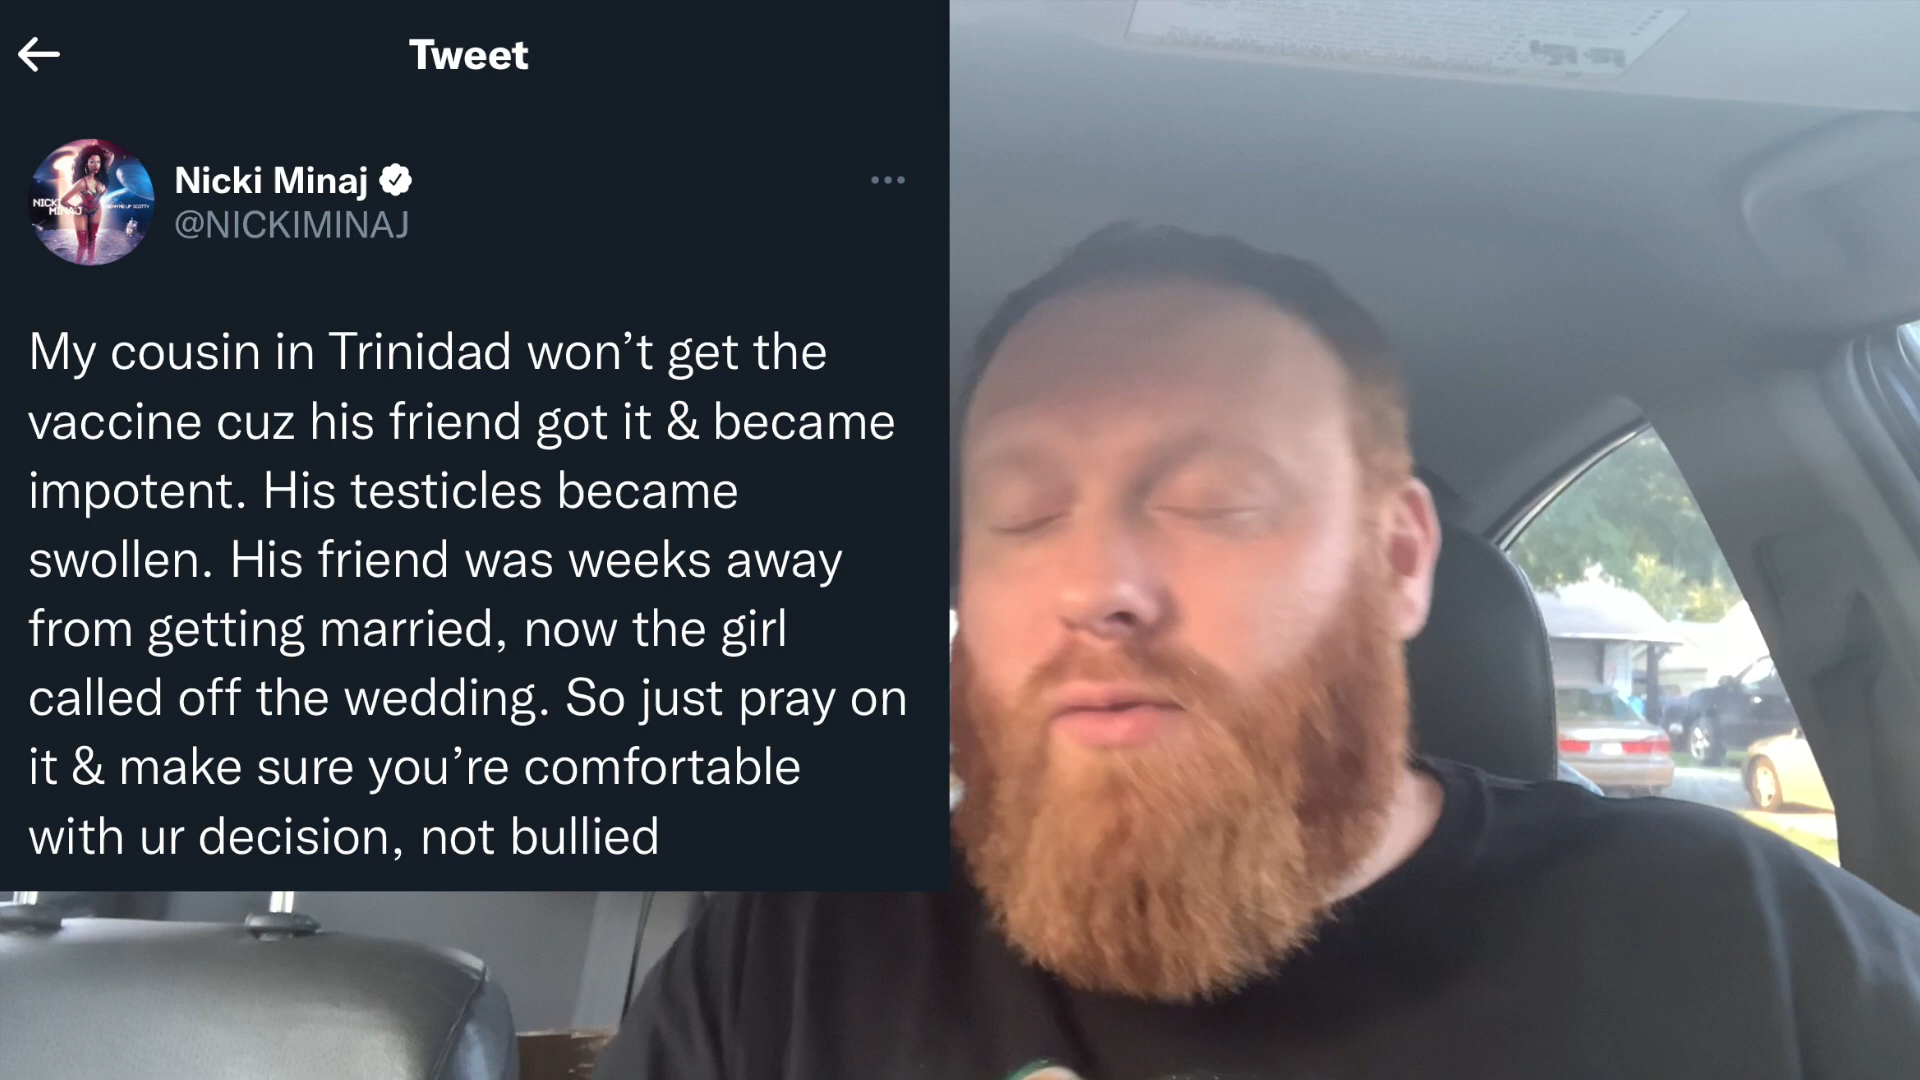 Tweet
Nicki Minaj
@NICKIMINAJ
NICKI
MINAJ
My cousin in Trinidad won’t get the
vaccine cuz his friend got it & became
impotent. His testicles became
swollen. His friend was weeks away
from getting married, now the girl
called off the wedding. So just pray on
it & make sure you’re comfortable
with ur decision, not bullied